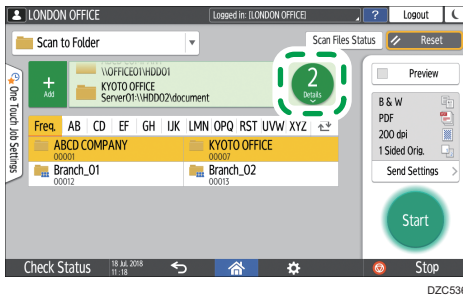 LONDON OFFICE
Logged in: [LONDON OFFICE]
?
Logout
Scan to Folder
Scan Files Status
Reset
\\OFFICE01\HDD01
KYOTO OFFICE
Server01:\HDD02\document
Add
2
Details
Preview
One Touch Job Settings
B & W
PDF
200 dpi
1 Sided Orig.
Send Settings
Freq. AB CD EF GH IJK LMN OPQ RST UVW XYZ
ABCD COMPANY
00001
KYOTO OFFICE
00007
Branch_01
00012
Branch_02
00013
Start
Check Status
18 Jul. 2018
11:18
Stop
DZC536